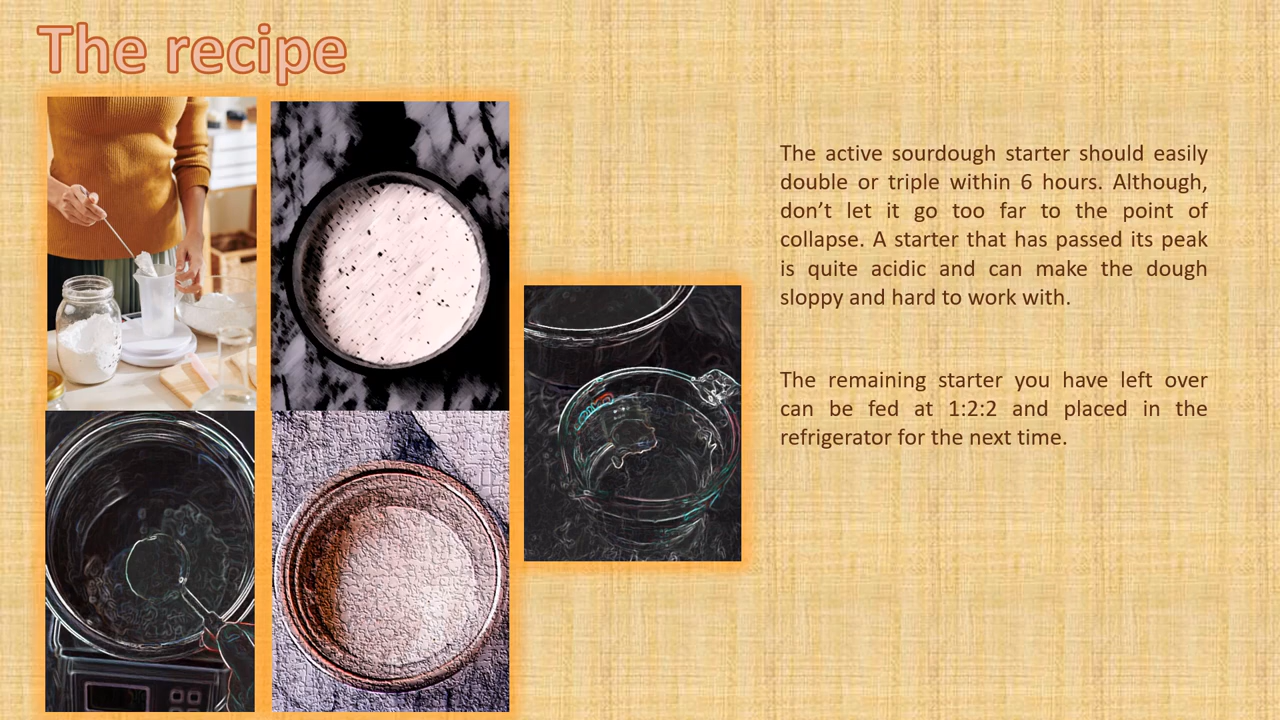 The recipe
The active sourdough starter should easily
double or triple within 6 hours. Although,
don’t let it go too far to the point of
collapse. A starter that has passed its peak
is quite acidic and can make the dough
sloppy and hard to work with.
The remaining starter you have left over
can be fed at 1:2:2 and placed in the
refrigerator for the next time.